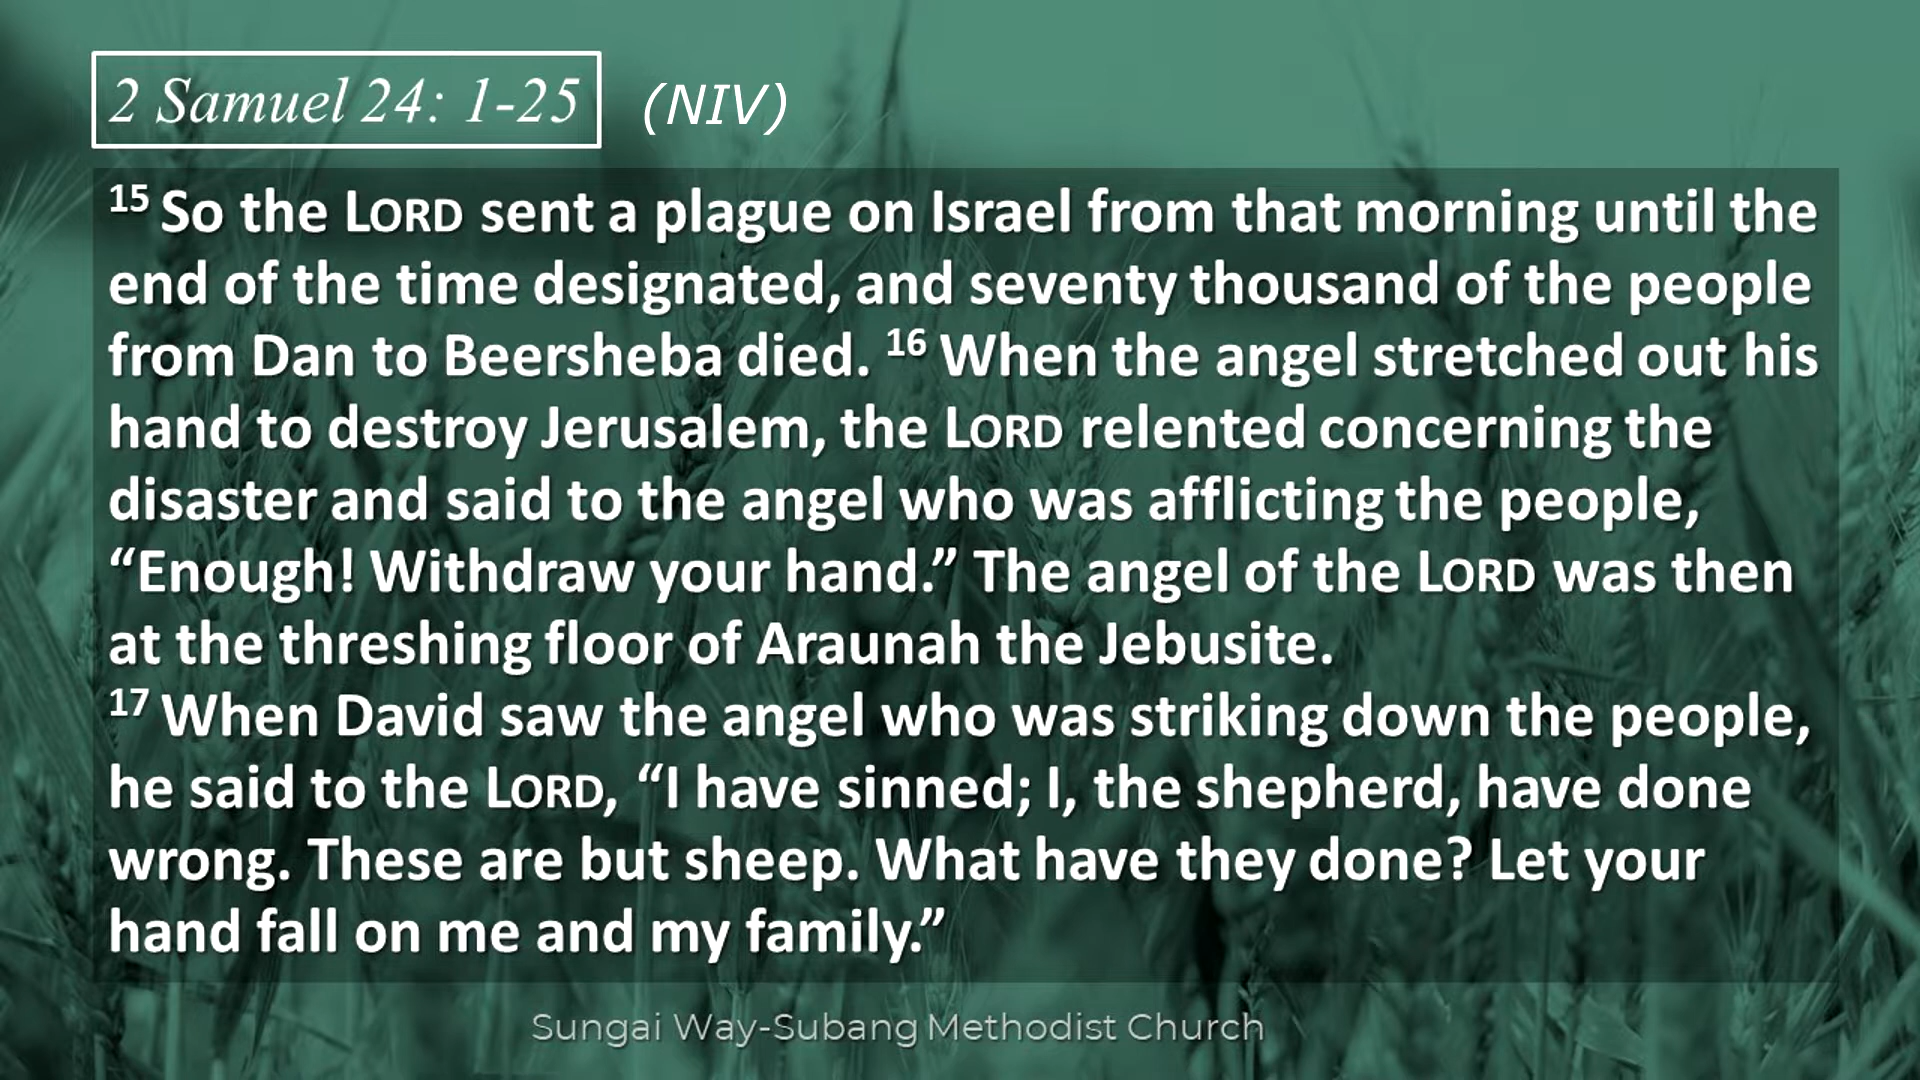 2 Samuel 24: 1-25 (NIV)
15 So the LORD sent a plague on Israel from that morning until the
end of the time designated, and seventy thousand of the people
from Dan to Beersheba died. 16 When the angel stretched out his
hand to destroy Jerusalem, the LORD relented concerning the
disaster and said to the angel who was afflicting the people,
“Enough! Withdraw your hand.” The angel of the LORD was then
at the threshing floor of Araunah the Jebusite.
17 When David saw the angel who was striking down the people,
he said to the LORD, “I have sinned; I, the shepherd, have done
wrong. These are but sheep. What have they done? Let your
hand fall on me and my family.”
Sungai Way-Subang Methodist Church